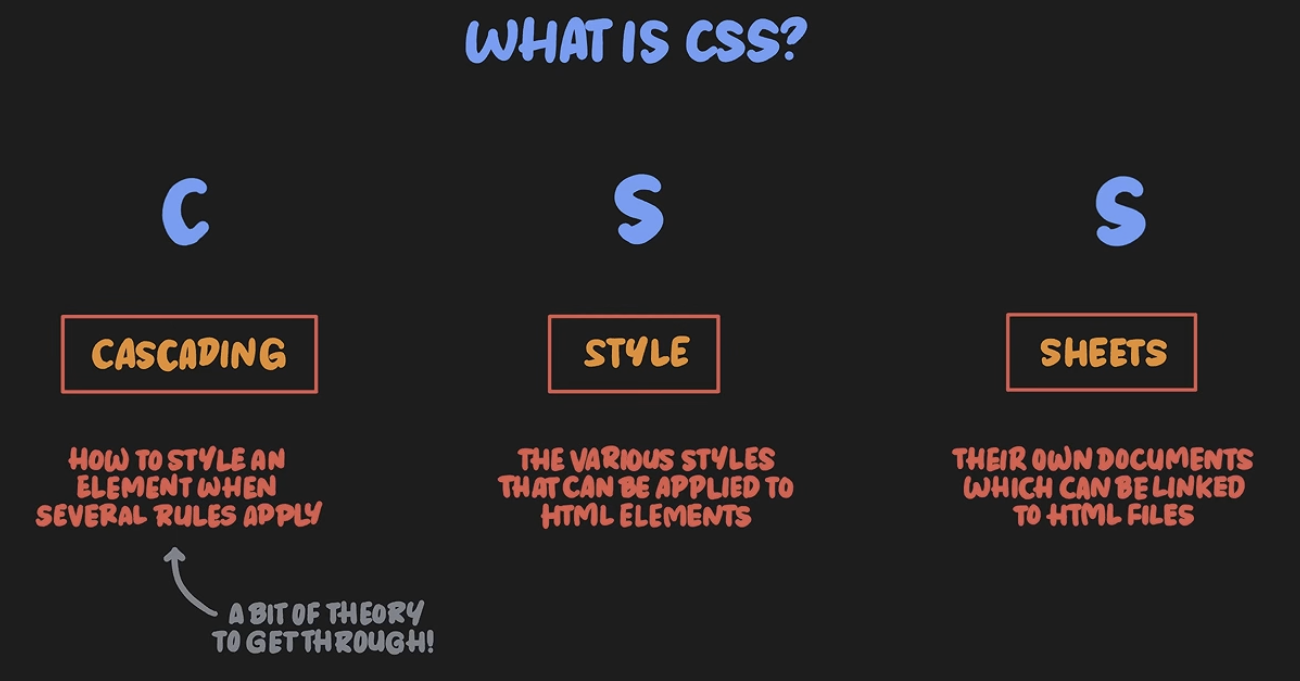 WHAT IS CSS?
C
S
S
CASCADING
STYLE
SHEETS
HOW TO STYLE AN
ELEMENT WHEN
SEVERAL RULES APPLY
THE VARIOUS STYLES
THAT CAN BE APPLIED TO
HTML ELEMENTS
THEIR OWN DOCUMENTS
WHICH CAN BE LINKED
TO HTML FILES
A BIT OF THEORY
TO GET THROUGH!